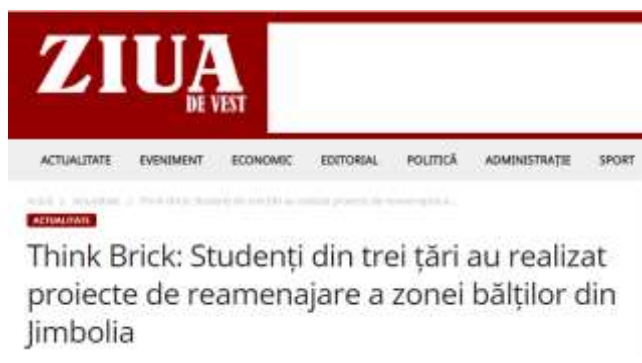 ZIUA
DE VEST
ACTUALITATE EVENIMENT ECONOMIC EDITORIAL POLITICĂ ADMINISTRAȚIE SPORT
ACTUALITATE
Think Brick: Studenți din trei țări au realizat
proiecte de reamenajare a zonei bălților din
Jimbolia